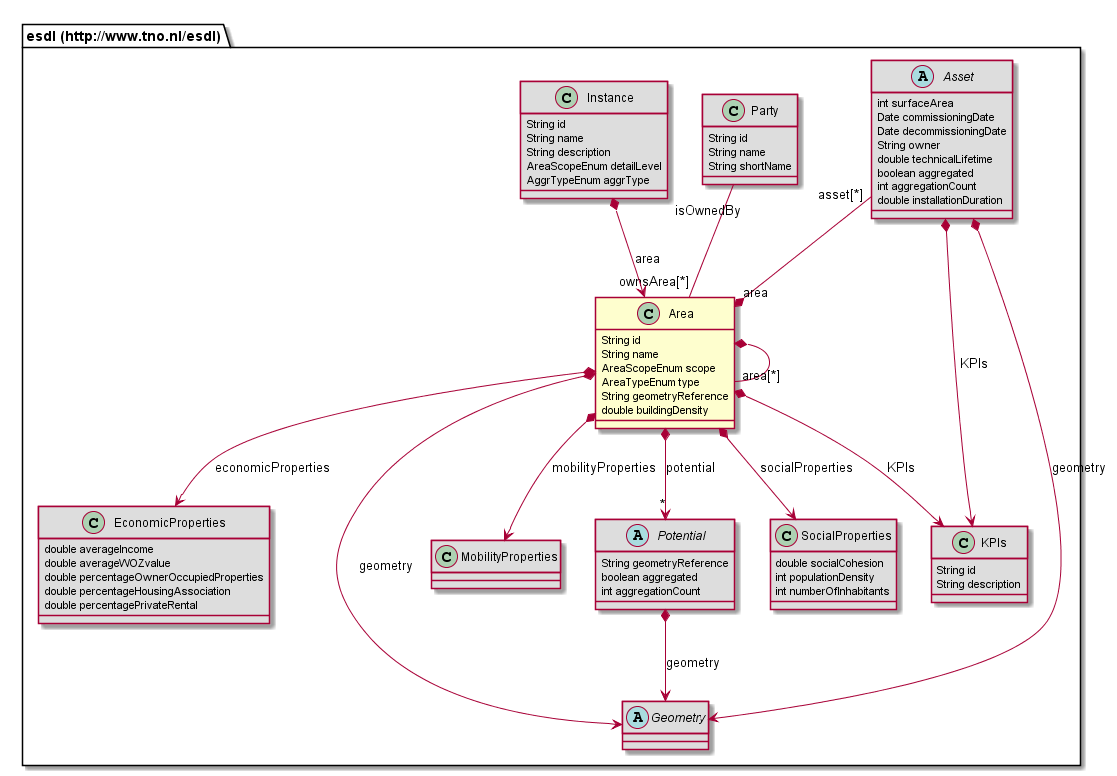 esdl (http://www.tno.nl/esdl)
A Asset
int surfaceArea
Date commissioningDate
Date decommissioningDate
String owner
double technicalLifetime
boolean aggregated
int aggregationCount
double installationDuration
C Instance
String id
String name
String description
AreaScopeEnum detailLevel
AggrTypeEnum aggrType
C Party
String id
String name
String shortName
asset[*]
isOwnedBy
area
ownsArea[*]
area
C Area
String id
String name
AreaScopeEnum scope
AreaTypeEnum type
String geometryReference
double buildingDensity
area[*]
KPIs
economicProperties
mobilityProperties
potential
socialProperties
KPIs
geometry
*
C EconomicProperties
double averageIncome
double averageWOZvalue
double percentageOwnerOccupiedProperties
double percentageHousingAssociation
double percentagePrivateRental
geometry
C MobilityProperties
A Potential
String geometryReference
boolean aggregated
int aggregationCount
C SocialProperties
double socialCohesion
int populationDensity
int numberOfInhabitants
C KPIs
String id
String description
geometry
A Geometry